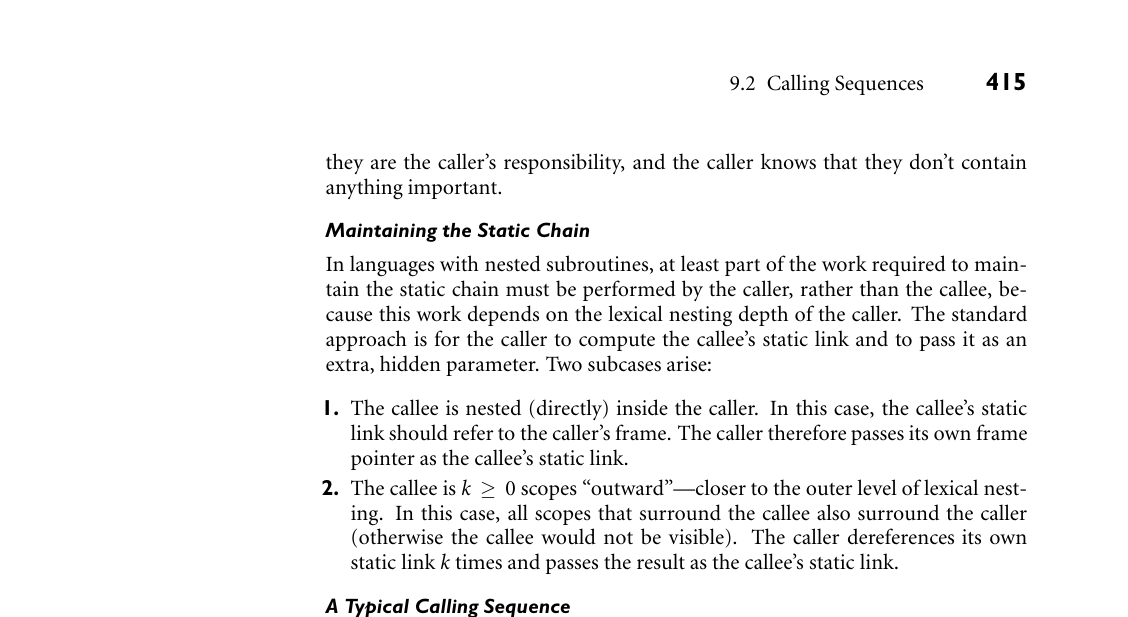 9.2 Calling Sequences 415
they are the caller’s responsibility, and the caller knows that they don’t contain
anything important.
Maintaining the Static Chain
In languages with nested subroutines, at least part of the work required to main-
tain the static chain must be performed by the caller, rather than the callee, be-
cause this work depends on the lexical nesting depth of the caller. The standard
approach is for the caller to compute the callee’s static link and to pass it as an
extra, hidden parameter. Two subcases arise:
1. The callee is nested (directly) inside the caller. In this case, the callee’s static
link should refer to the caller’s frame. The caller therefore passes its own frame
pointer as the callee’s static link.
2. The callee is k ≥ 0 scopes “outward”—closer to the outer level of lexical nest-
ing. In this case, all scopes that surround the callee also surround the caller
(otherwise the callee would not be visible). The caller dereferences its own
static link k times and passes the result as the callee’s static link.
A Typical Calling Sequence